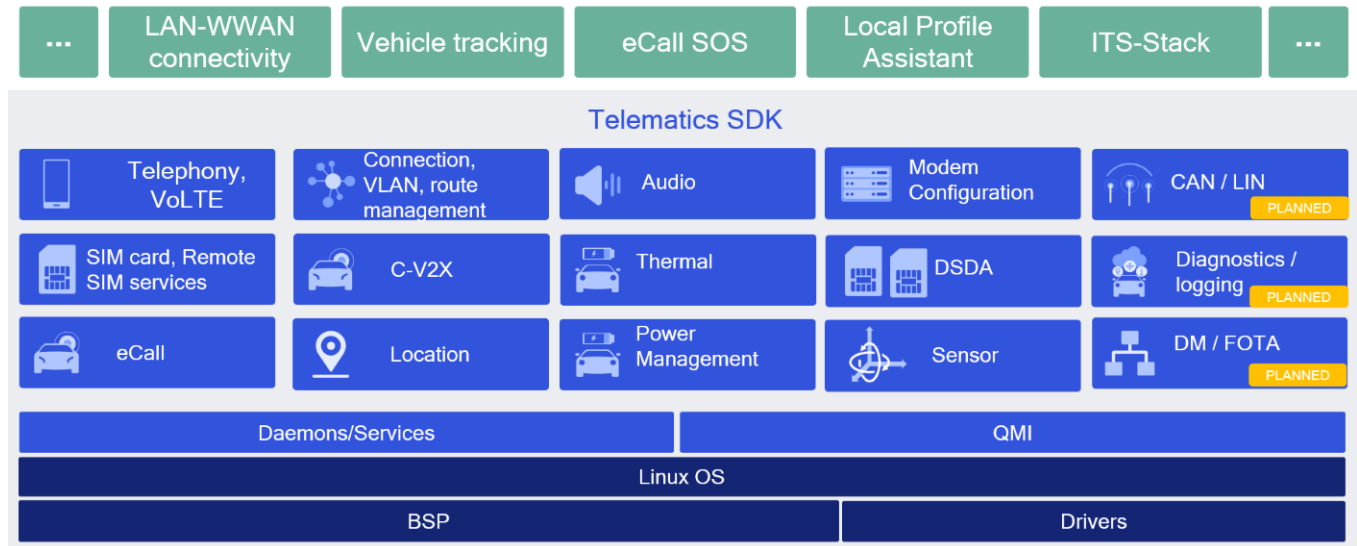 ...
LAN-WWAN
connectivity
Vehicle tracking
eCall SOS
Local Profile
Assistant
ITS-Stack
...
Telematics SDK
Telephony,
VoLTE
Connection,
VLAN, route
management
Audio
Modem
Configuration
CAN / LIN
PLANNED
SIM card, Remote
SIM services
C-V2X
Thermal
DSDA
Diagnostics /
logging
PLANNED
eCall
Location
Power
Management
Sensor
DM / FOTA
PLANNED
Daemons/Services
QMI
Linux OS
BSP
Drivers